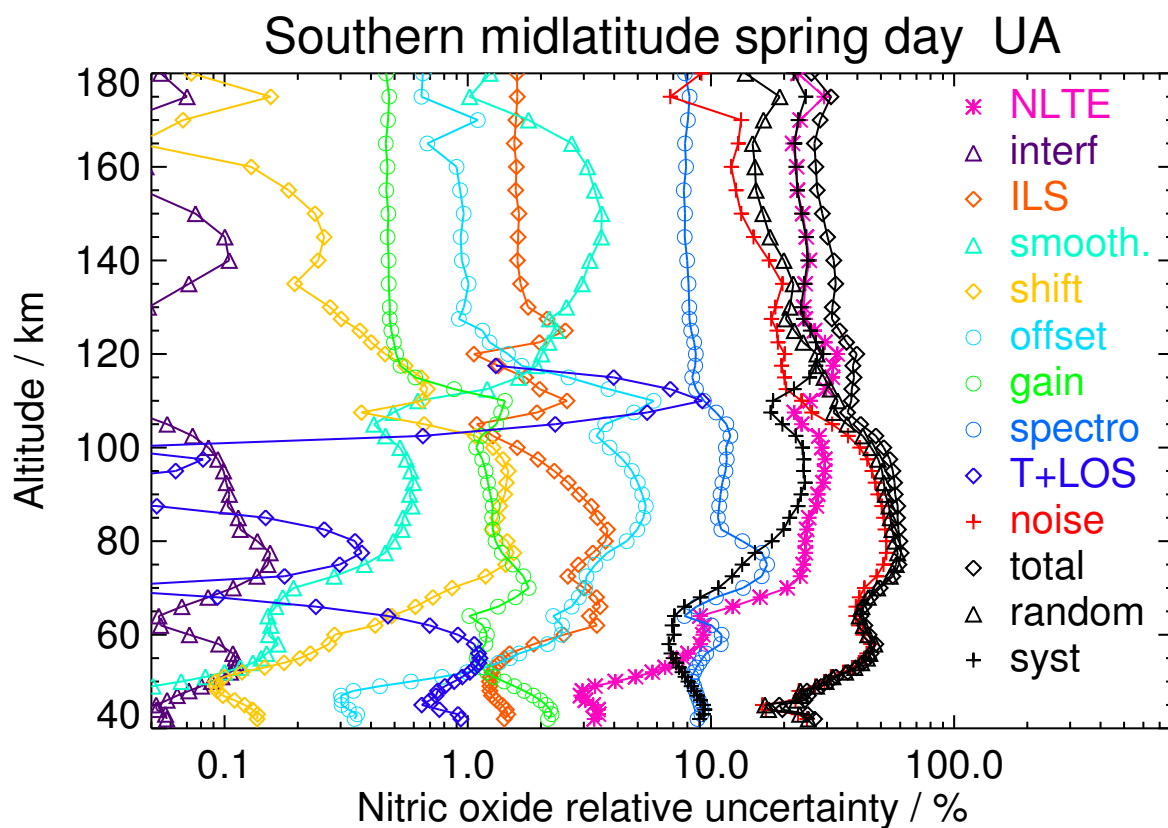 Southern midlatitude spring day UA
180
160
140
120
100
80
60
40
Altitude / km
0.1
1.0
10.0
100.0
Nitric oxide relative uncertainty / %
NLTE
interf
ILS
smooth.
shift
offset
gain
spectro
T+LOS
noise
total
random
syst